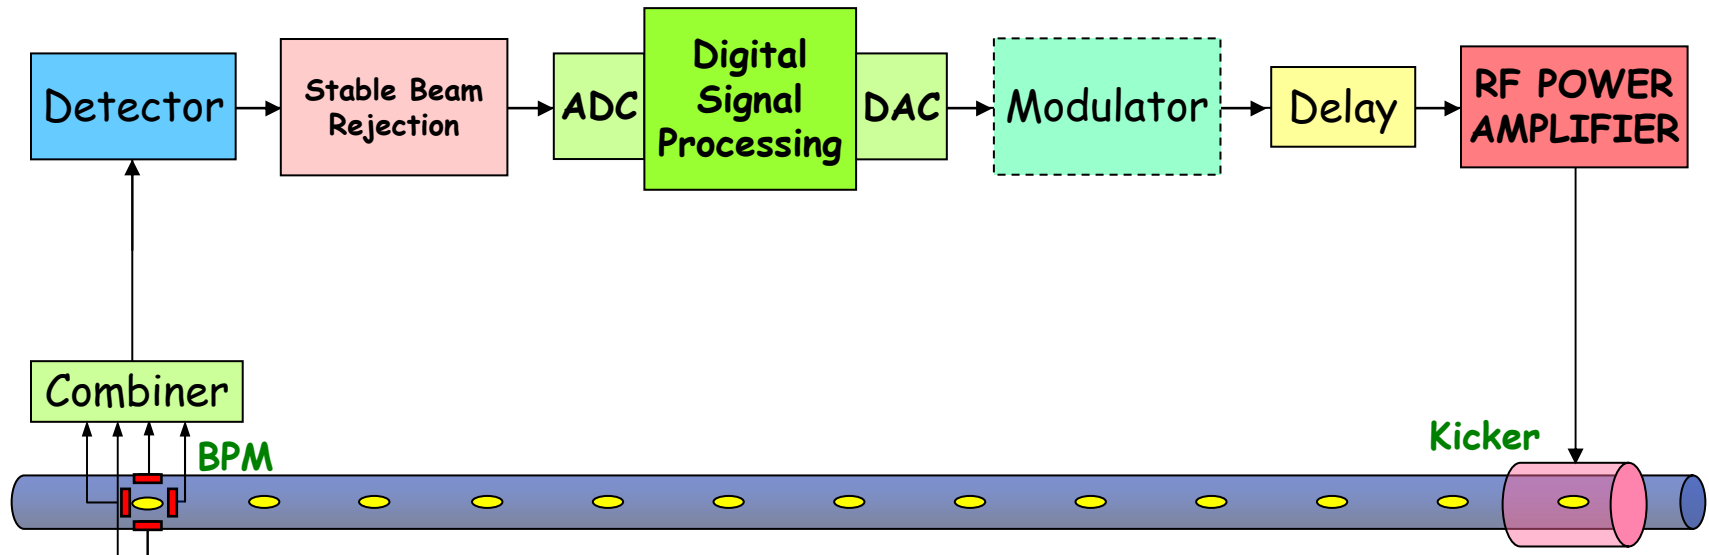 Detector
Stable Beam
Rejection
ADC
Digital
Signal
Processing
DAC
Modulator
Delay
RF POWER
AMPLIFIER
Combiner
BPM
Kicker